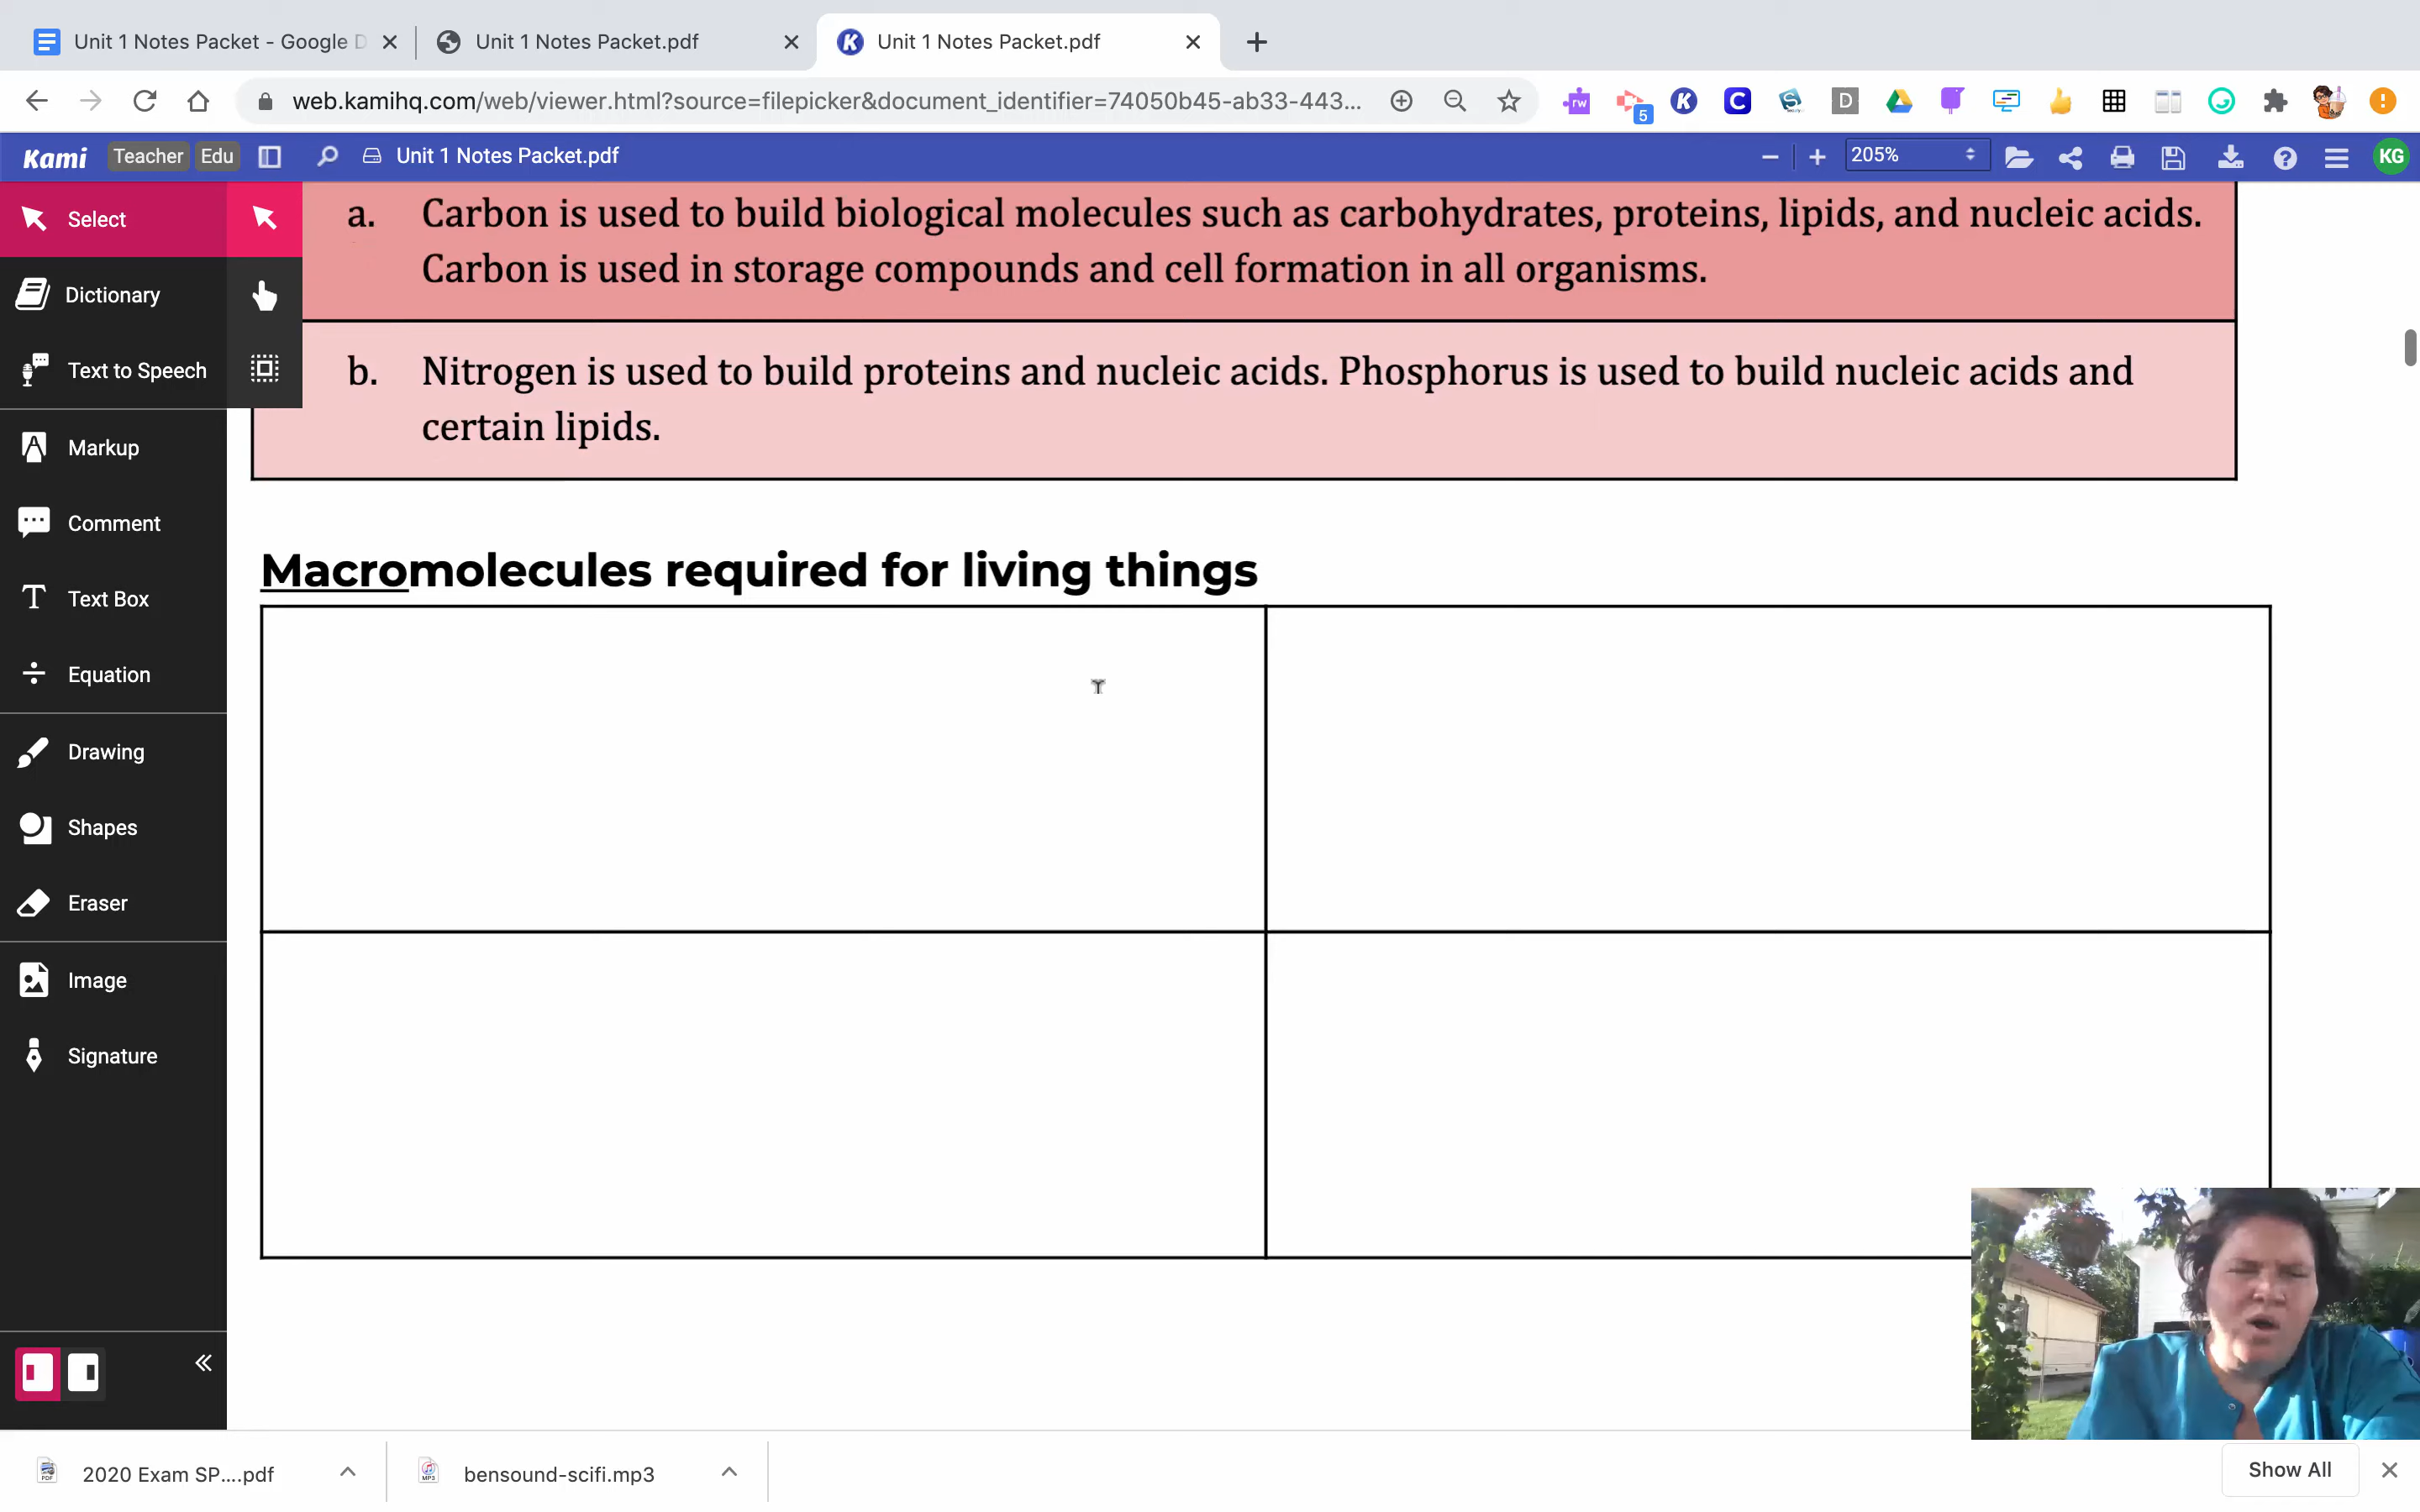 Unit 1 Notes Packet - Google D
Unit 1 Notes Packet.pdf
Unit 1 Notes Packet.pdf
web.kamihq.com/web/viewer.html?source=filepicker&document_identifier=74050b45-ab33-443...
rw
5
K
C
S
D
Kami
Teacher
Edu
Unit 1 Notes Packet.pdf
205%
KG
Select
Dictionary
Text to Speech
Markup
Comment
Text Box
Equation
Drawing
Shapes
Eraser
Image
Signature
a. Carbon is used to build biological molecules such as carbohydrates, proteins, lipids, and nucleic acids.
Carbon is used in storage compounds and cell formation in all organisms.
b. Nitrogen is used to build proteins and nucleic acids. Phosphorus is used to build nucleic acids and
certain lipids.
Macromolecules required for living things
2020 Exam SP....pdf
bensound-scifi.mp3
Show All